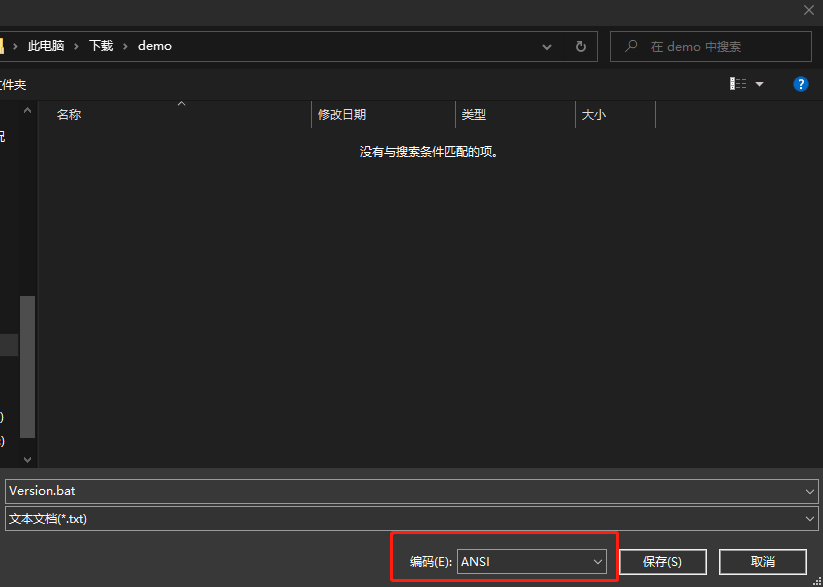 此电脑 > 下载 > demo
在 demo 中搜索
文件夹
名称 修改日期 类型 大小
没有与搜索条件匹配的项。
Version.bat
文本文档(*.txt)
编码(E): ANSI 保存(S) 取消